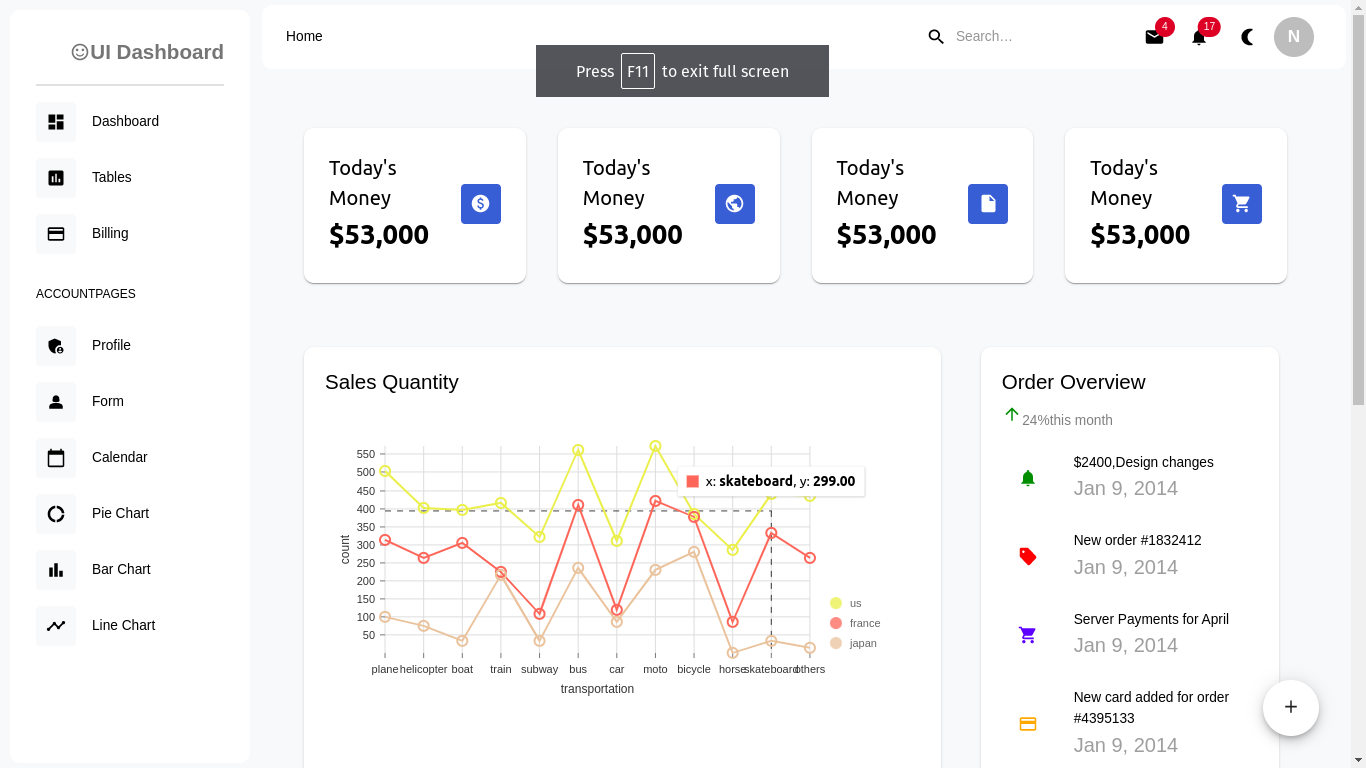 UI Dashboard
Dashboard
Tables
Billing
ACCOUNTPAGES
Profile
Form
Calendar
Pie Chart
Bar Chart
Line Chart
Home
Search…
4
17
N
Press F11 to exit full screen
Today's
Money
$53,000
Today's
Money
$53,000
Today's
Money
$53,000
Today's
Money
$53,000
Sales Quantity
550
500
450
400
350
300
250
200
150
100
50
count
x: skateboard, y: 299.00
us
france
japan
plane helicopter boat train subway bus car moto bicycle horse skateboard others
transportation
Order Overview
24%this month
$2400,Design changes
Jan 9, 2014
New order #1832412
Jan 9, 2014
Server Payments for April
Jan 9, 2014
New card added for order
#4395133
Jan 9, 2014
+